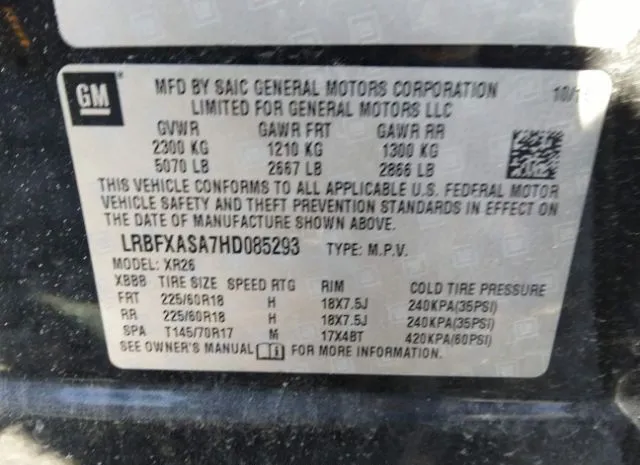 GM
MFD BY SAIC GENERAL MOTORS CORPORATION 10/1
LIMITED FOR GENERAL MOTORS LLC
GVWR GAWR FRT GAWR RR
2300 KG 1210 KG 1300 KG
5070 LB 2667 LB 2866 LB
THIS VEHICLE CONFORMS TO ALL APPLICABLE U.S. FEDERAL MOTOR
VEHICLE SAFETY AND THEFT PREVENTION STANDARDS IN EFFECT ON THE
DATE OF MANUFACTURE SHOWN ABOVE.
LRBFXASA7HD085293 TYPE: M.P.V.
MODEL: XR26
XBBB TIRE SIZE SPEED RTG RIM COLD TIRE PRESSURE
FRT 225/60R18 H 18X7.5J 240KPA(35PSI)
RR 225/60R18 H 18X7.5J 240KPA(35PSI)
SPA T145/70R17 M 17X4BT 420KPA(60PSI)
SEE OWNER'S MANUAL FOR MORE INFORMATION.